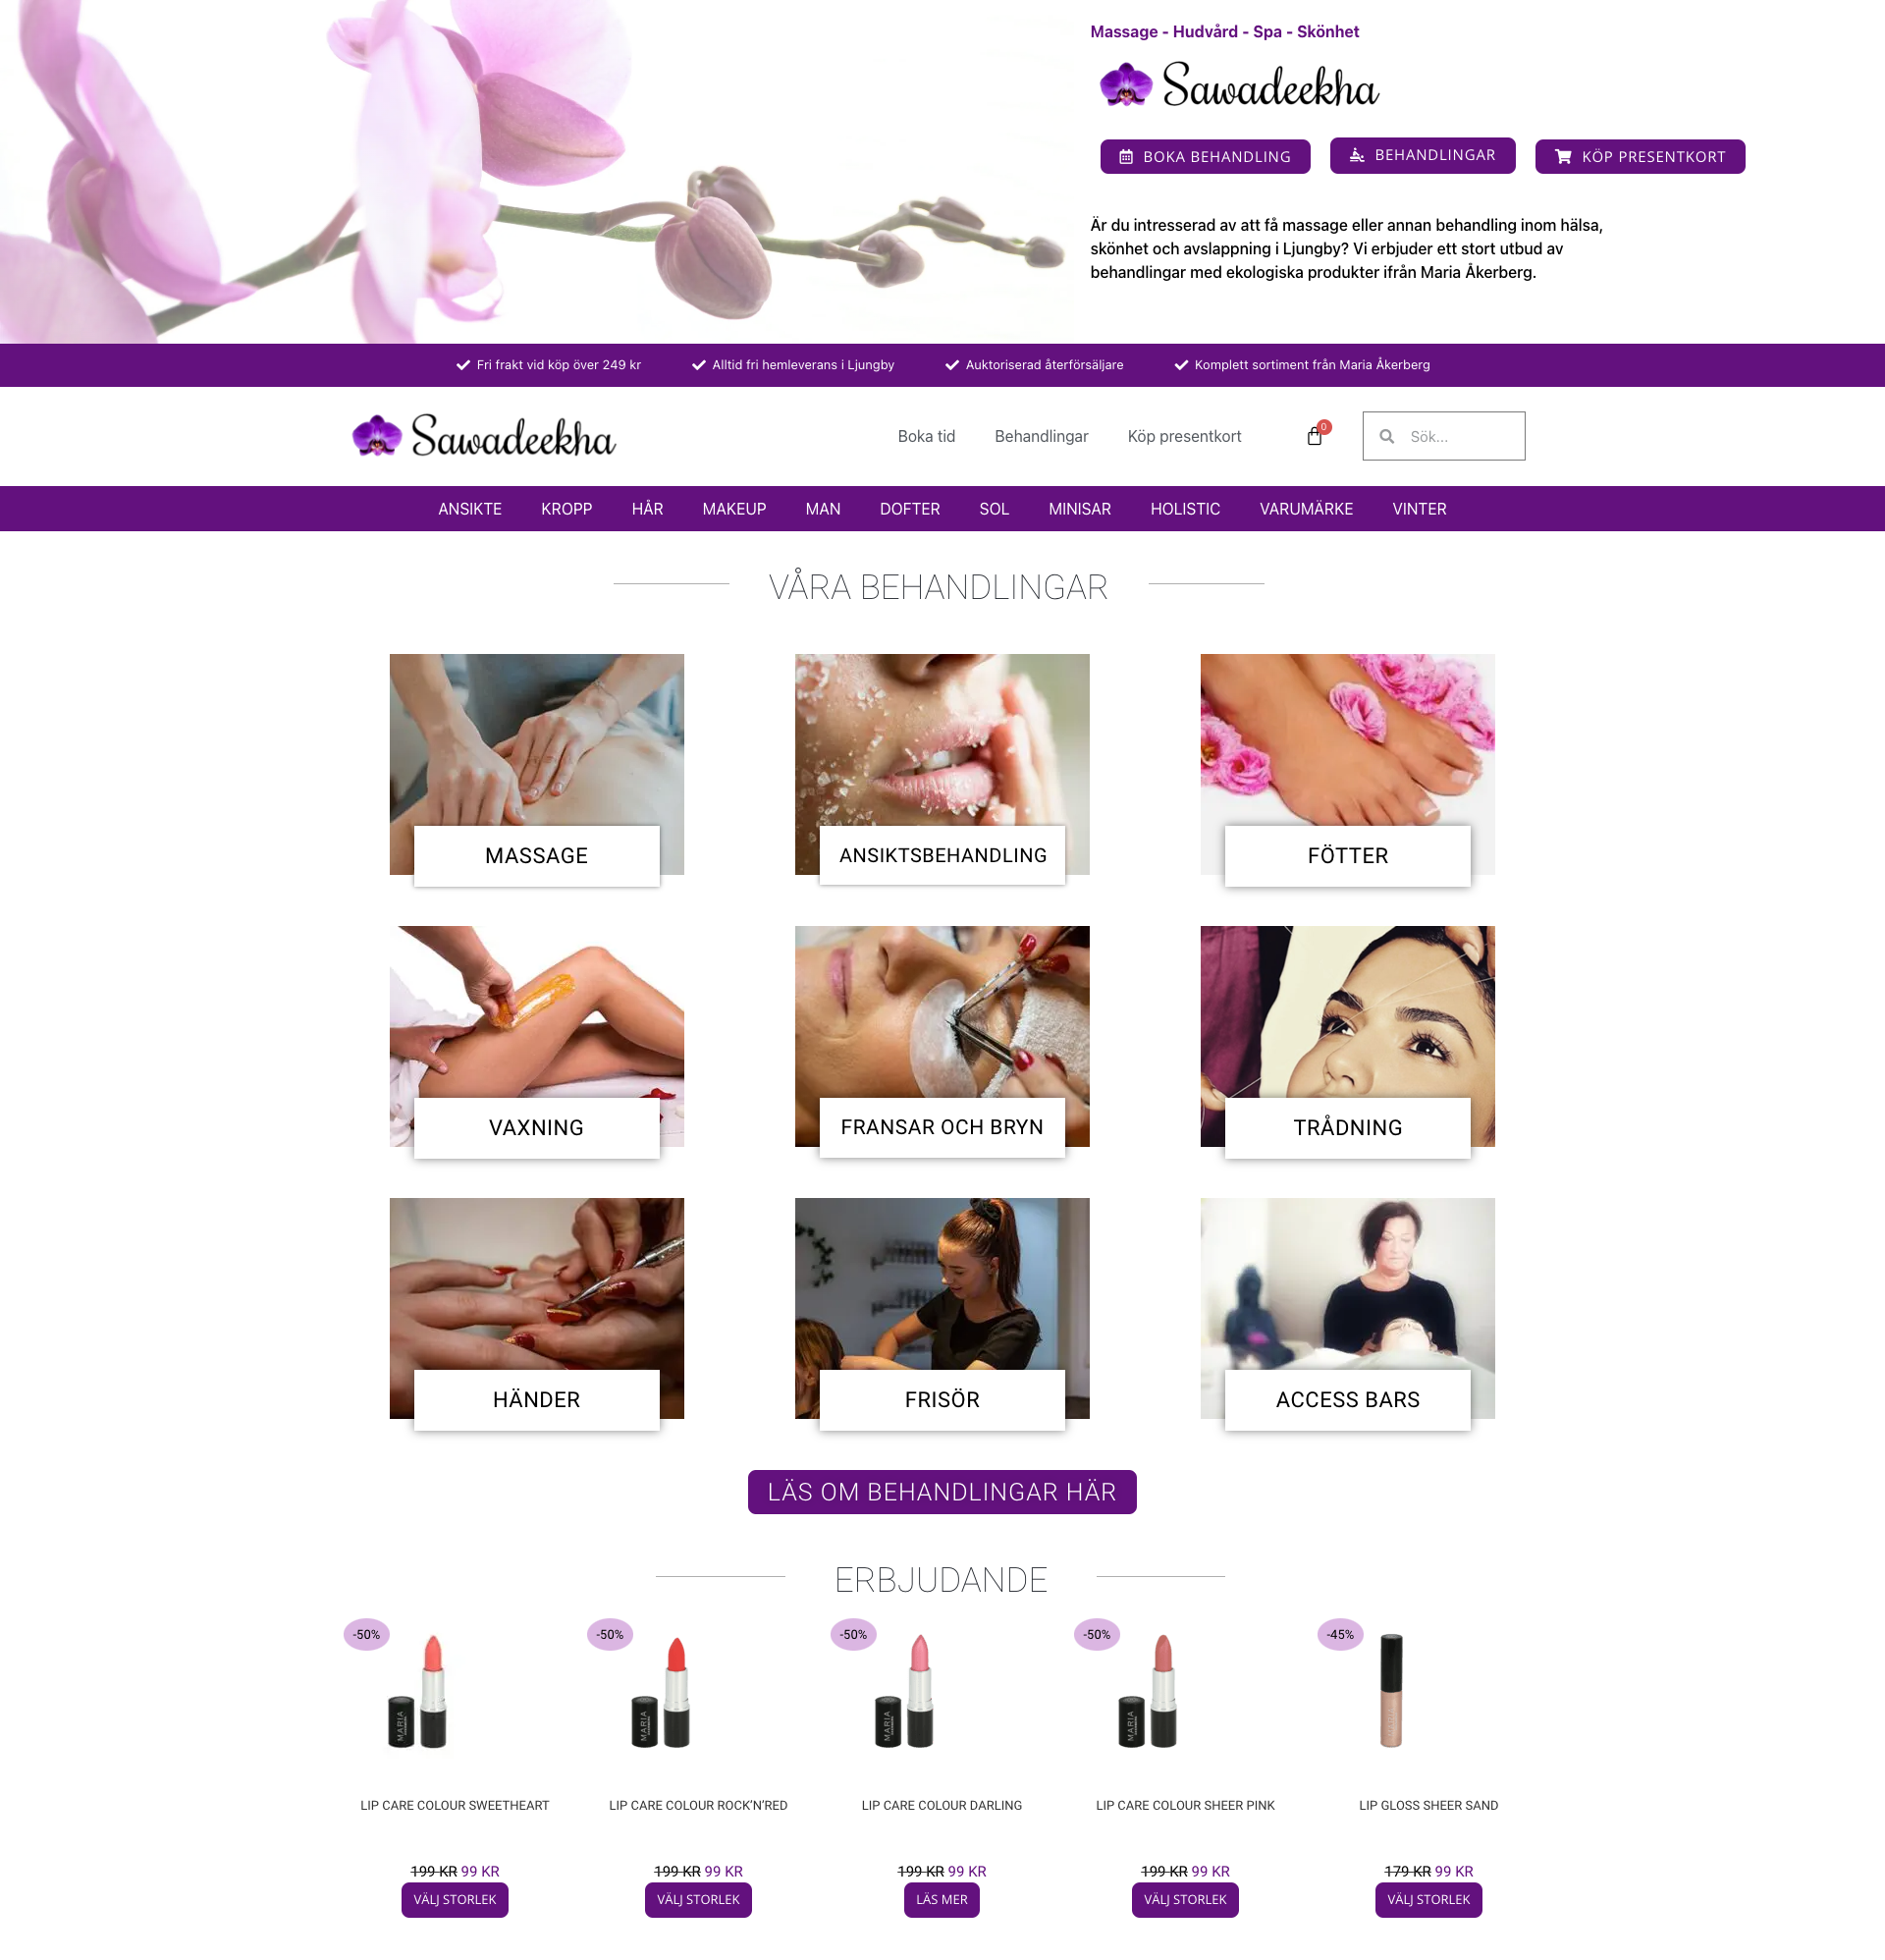 Massage - Hudvård - Spa - Skönhet
Sawadeekha
BOKA BEHANDLING
BEHANDLINGAR
KÖP PRESENTKORT
Är du intresserad av att få massage eller annan behandling inom hälsa,
skönhet och avslappning i Ljungby? Vi erbjuder ett stort utbud av
behandlingar med ekologiska produkter ifrån Maria Åkerberg.
Fri frakt vid köp över 249 kr
Alltid fri hemleverans i Ljungby
Auktoriserad återförsäljare
Komplett sortiment från Maria Åkerberg
Sawadeekha
Boka tid
Behandlingar
Köp presentkort
0
Sök...
ANSIKTE
KROPP
HÅR
MAKEUP
MAN
DOFTER
SOL
MINISAR
HOLISTIC
VARUMÄRKE
VINTER
VÅRA BEHANDLINGAR
MASSAGE
ANSIKTSBEHANDLING
FÖTTER
VAXNING
FRANSAR OCH BRYN
TRÅDNING
HÄNDER
FRISÖR
ACCESS BARS
LÄS OM BEHANDLINGAR HÄR
ERBJUDANDE
-50%
-50%
-50%
-50%
-45%
MARIA
MARIA
MARIA
MARIA
LIP CARE COLOUR SWEETHEART
LIP CARE COLOUR ROCK'N'RED
LIP CARE COLOUR DARLING
LIP CARE COLOUR SHEER PINK
LIP GLOSS SHEER SAND
199 KR 99 KR
199 KR 99 KR
199 KR 99 KR
199 KR 99 KR
179 KR 99 KR
VÄLJ STORLEK
VÄLJ STORLEK
LÄS MER
VÄLJ STORLEK
VÄLJ STORLEK